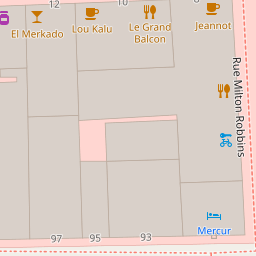 12
10
El Merkado
Lou Kalu
Le Grand
Balcon
Jeannot
Rue Milton Robbins
Mercur
97
95
93